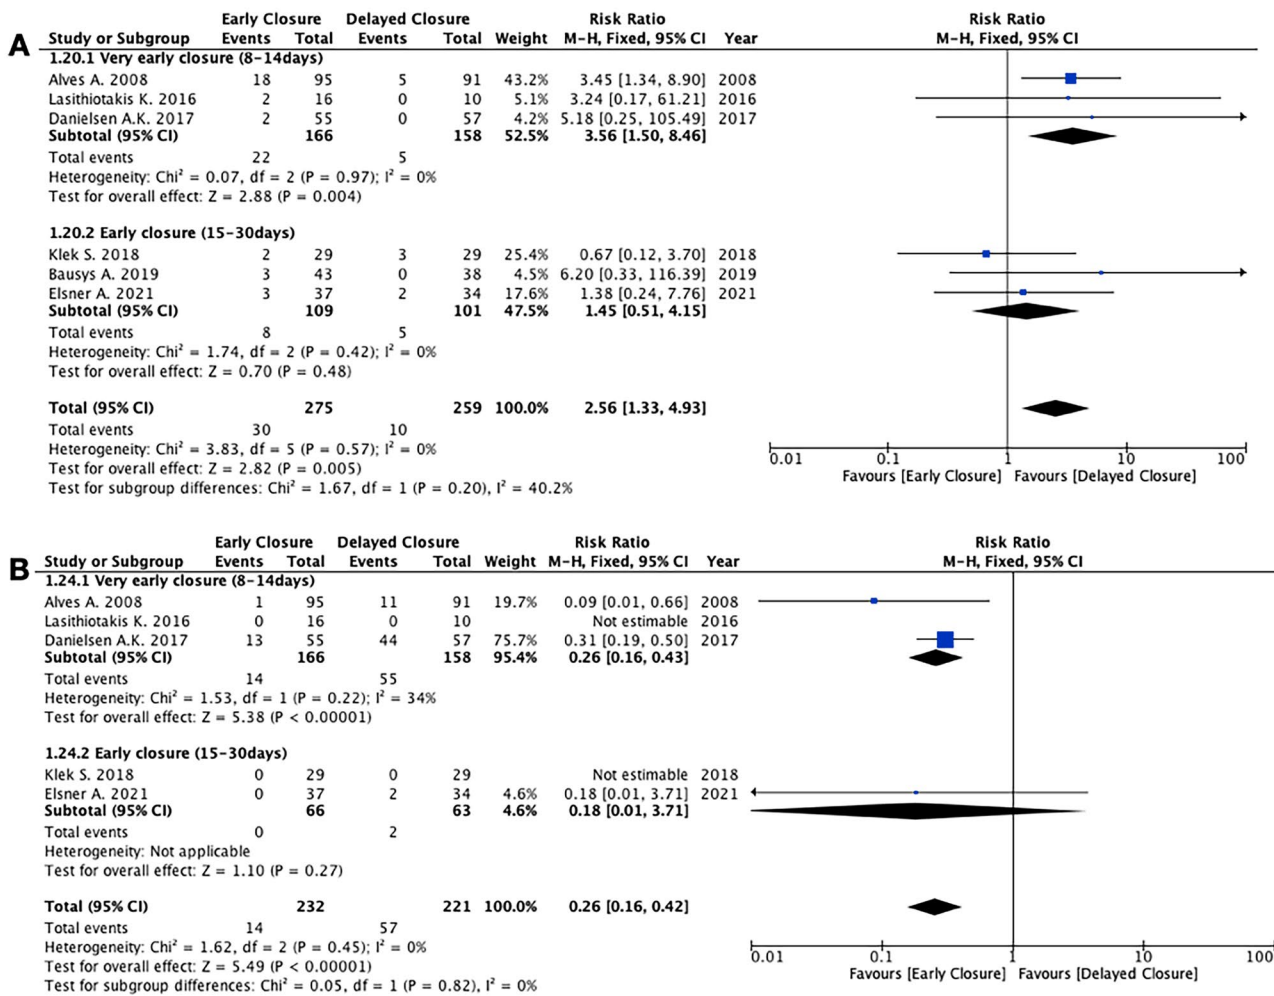 A
Early Closure Delayed Closure Risk Ratio Risk Ratio
Study or Subgroup Events Total Events Total Weight M-H, Fixed, 95% CI Year M-H, Fixed, 95% CI
1.20.1 Very early closure (8-14days)
Alves A. 2008 18 95 5 91 43.2% 3.45 [1.34, 8.90] 2008
Lasithiotakis K. 2016 2 16 0 10 5.1% 3.24 [0.17, 61.21] 2016
Danielsen A.K. 2017 2 55 0 57 4.2% 5.18 [0.25, 105.49] 2017
Subtotal (95% CI) 166 158 52.5% 3.56 [1.50, 8.46]
Total events 22 5
Heterogeneity: Chi² = 0.07, df = 2 (P = 0.97); I² = 0%
Test for overall effect: Z = 2.88 (P = 0.004)
1.20.2 Early closure (15-30days)
Klek S. 2018 2 29 3 29 25.4% 0.67 [0.12, 3.70] 2018
Bausys A. 2019 3 43 0 38 4.5% 6.20 [0.33, 116.39] 2019
Elsner A. 2021 3 37 2 34 17.6% 1.38 [0.24, 7.76] 2021
Subtotal (95% CI) 109 101 47.5% 1.45 [0.51, 4.15]
Total events 8 5
Heterogeneity: Chi² = 1.74, df = 2 (P = 0.42); I² = 0%
Test for overall effect: Z = 0.70 (P = 0.48)
Total (95% CI) 275 259 100.0% 2.56 [1.33, 4.93]
Total events 30 10
Heterogeneity: Chi² = 3.83, df = 5 (P = 0.57); I² = 0%
Test for overall effect: Z = 2.82 (P = 0.005)
Test for subgroup differences: Chi² = 1.67, df = 1 (P = 0.20), I² = 40.2%
0.01 0.1 1 10 100
Favours [Early Closure] Favours [Delayed Closure]
B
Early Closure Delayed Closure Risk Ratio Risk Ratio
Study or Subgroup Events Total Events Total Weight M-H, Fixed, 95% CI Year M-H, Fixed, 95% CI
1.24.1 Very early closure (8-14days)
Alves A. 2008 1 95 11 91 19.7% 0.09 [0.01, 0.66] 2008
Lasithiotakis K. 2016 0 16 0 10 Not estimable 2016
Danielsen A.K. 2017 13 55 44 57 75.7% 0.31 [0.19, 0.50] 2017
Subtotal (95% CI) 166 158 95.4% 0.26 [0.16, 0.43]
Total events 14 55
Heterogeneity: Chi² = 1.53, df = 1 (P = 0.22); I² = 34%
Test for overall effect: Z = 5.38 (P < 0.00001)
1.24.2 Early closure (15-30days)
Klek S. 2018 0 29 0 29 Not estimable 2018
Elsner A. 2021 0 37 2 34 4.6% 0.18 [0.01, 3.71] 2021
Subtotal (95% CI) 66 63 4.6% 0.18 [0.01, 3.71]
Total events 0 2
Heterogeneity: Not applicable
Test for overall effect: Z = 1.10 (P = 0.27)
Total (95% CI) 232 221 100.0% 0.26 [0.16, 0.42]
Total events 14 57
Heterogeneity: Chi² = 1.62, df = 2 (P = 0.45); I² = 0%
Test for overall effect: Z = 5.49 (P < 0.00001)
Test for subgroup differences: Chi² = 0.05, df = 1 (P = 0.82), I² = 0%
0.01 0.1 1 10 100
Favours [Early Closure] Favours [Delayed Closure]